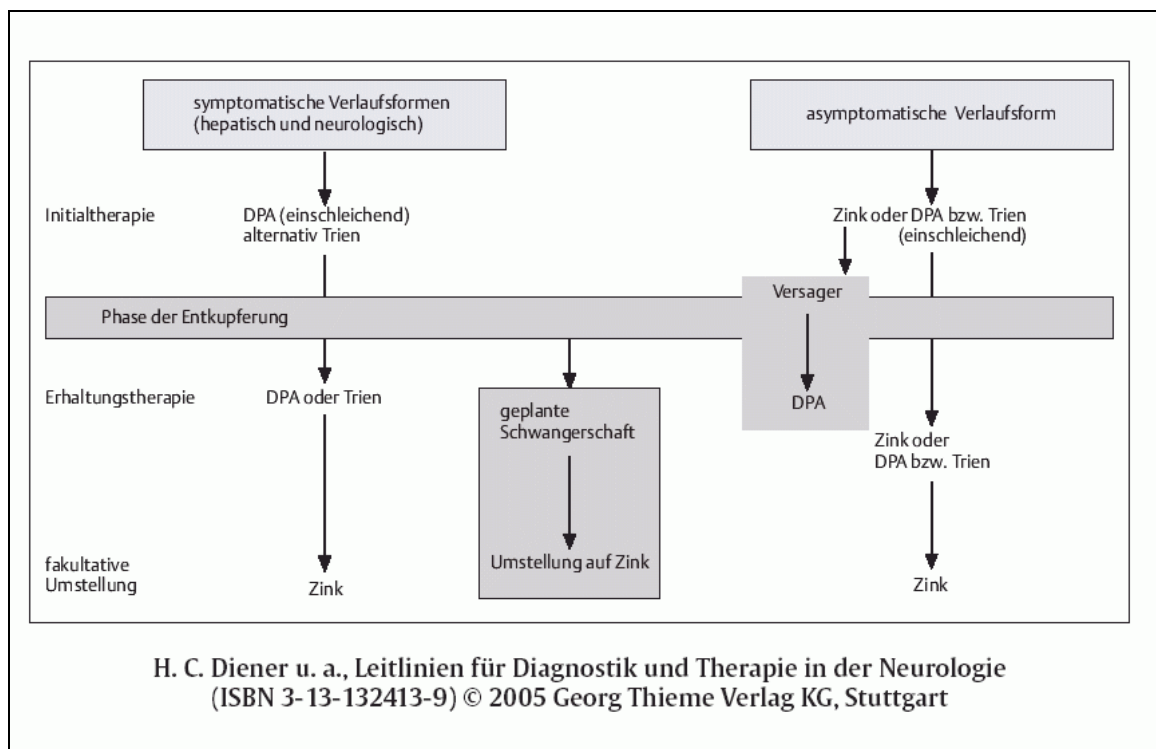 symptomatische Verlaufsformen
(hepatisch und neurologisch)
asymptomatische Verlaufsform
Initialtherapie
DPA (einschleichend)
alternativ Trien
Zink oder DPA bzw. Trien
(einschleichend)
Versager
Phase der Entkupferung
Erhaltungstherapie
DPA oder Trien
geplante
Schwangerschaft
DPA
Zink oder
DPA bzw. Trien
Umstellung auf Zink
fakultative
Umstellung
Zink
Zink
H. C. Diener u. a., Leitlinien für Diagnostik und Therapie in der Neurologie
(ISBN 3-13-132413-9) © 2005 Georg Thieme Verlag KG, Stuttgart